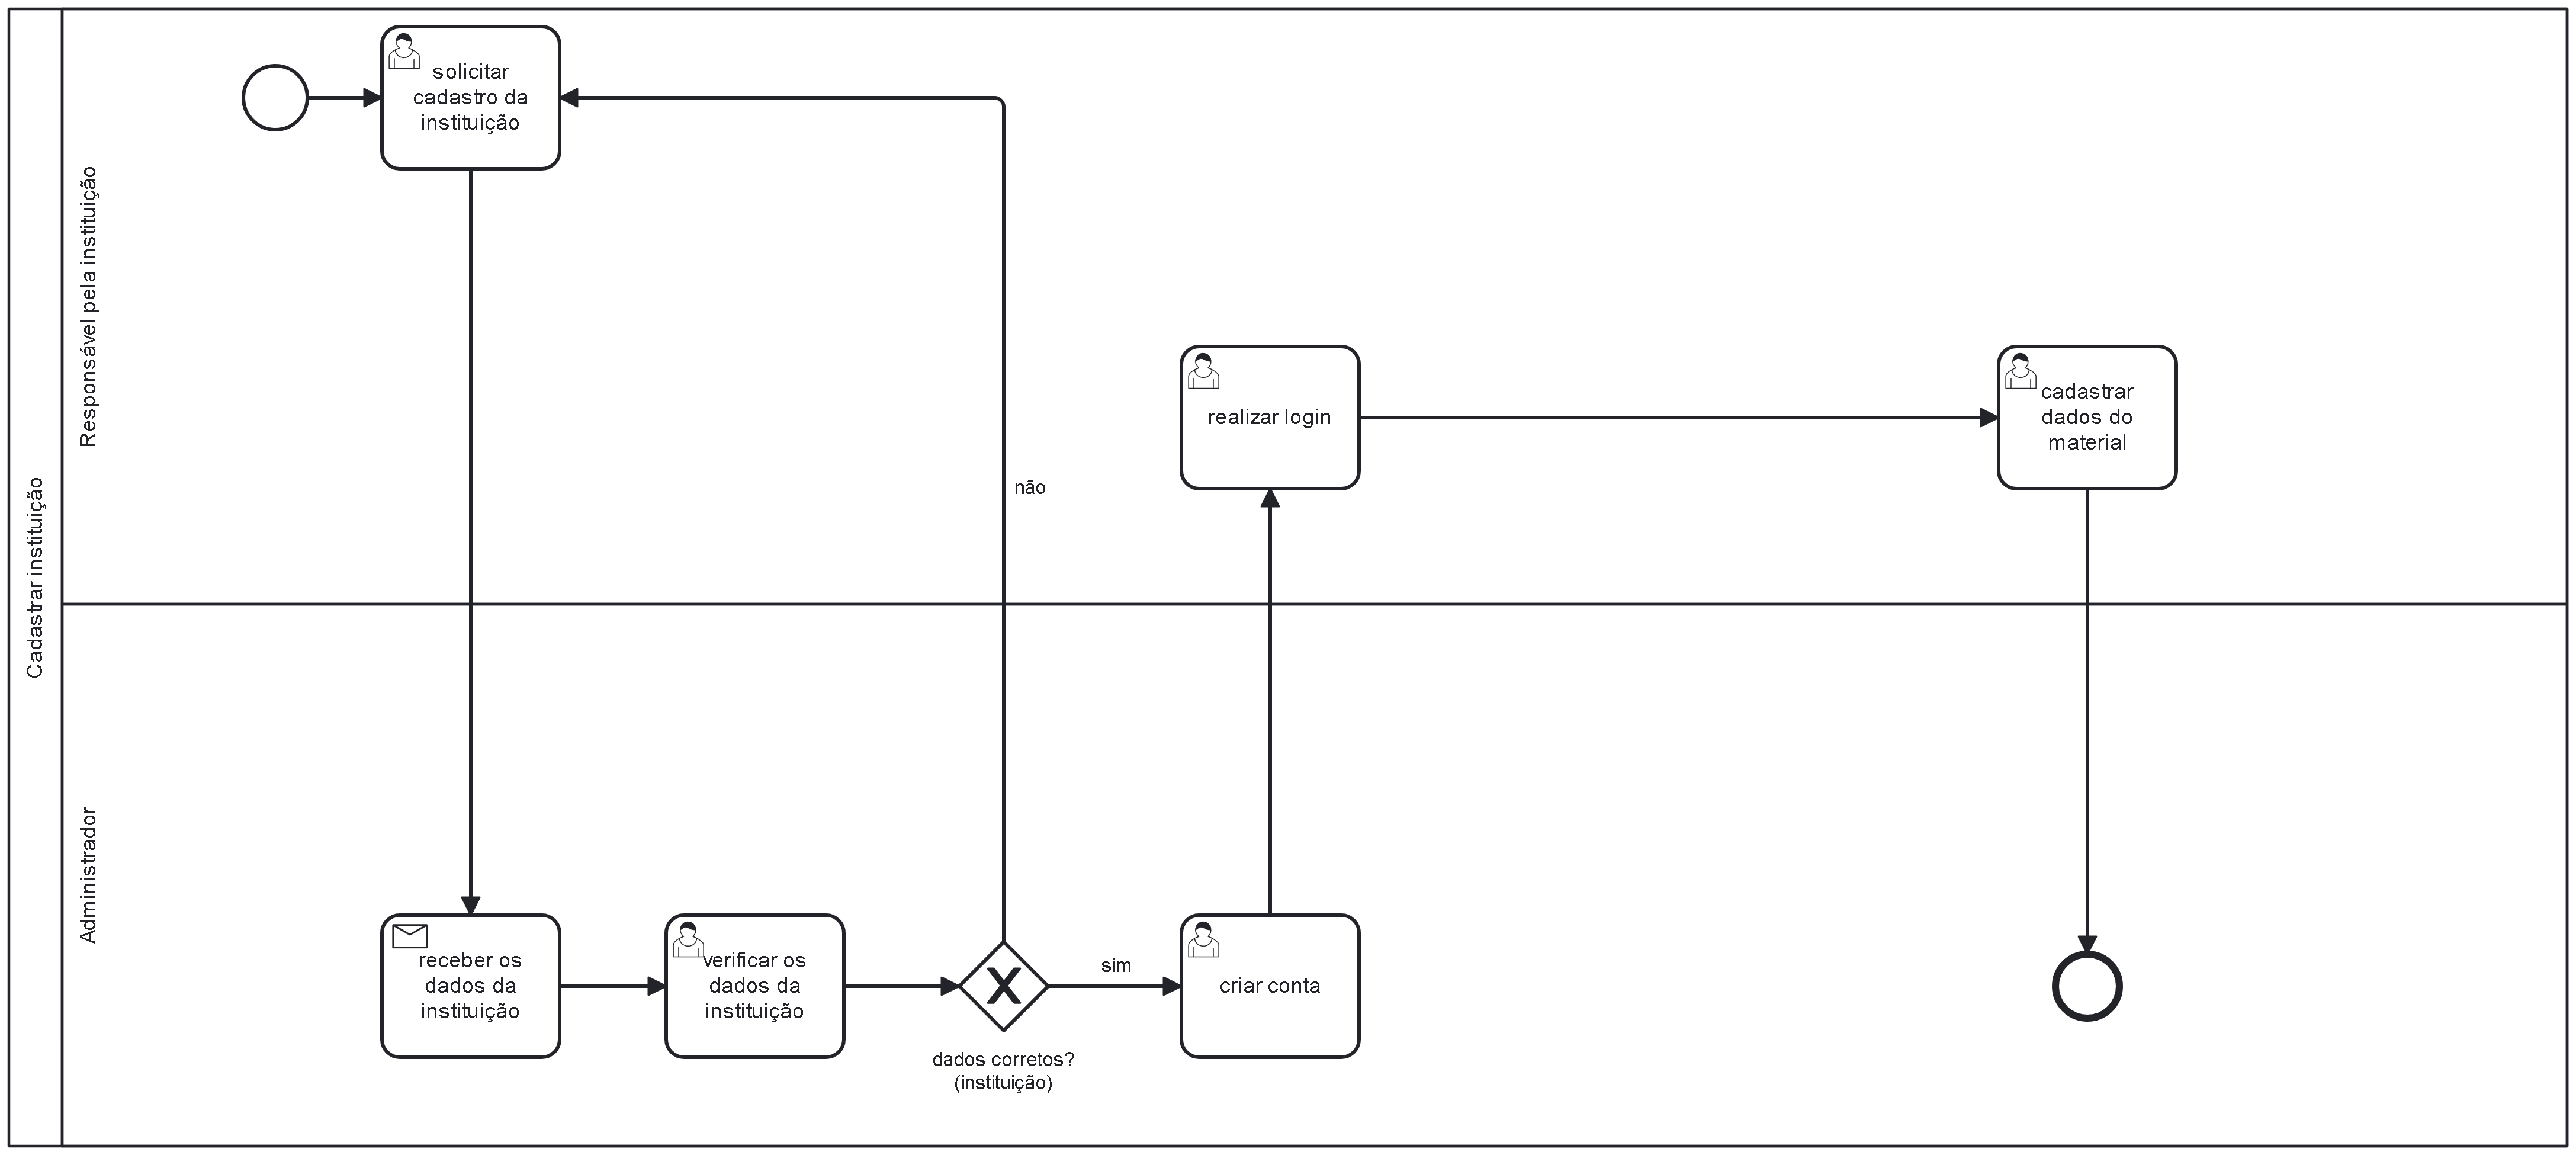 Cadastrar instituição
Responsável pela instituição
solicitar
cadastro da
instituição
não
realizar login
cadastrar
dados do
material
Administrador
receber os
dados da
instituição
verificar os
dados da
instituição
dados corretos?
(instituição)
sim
criar conta